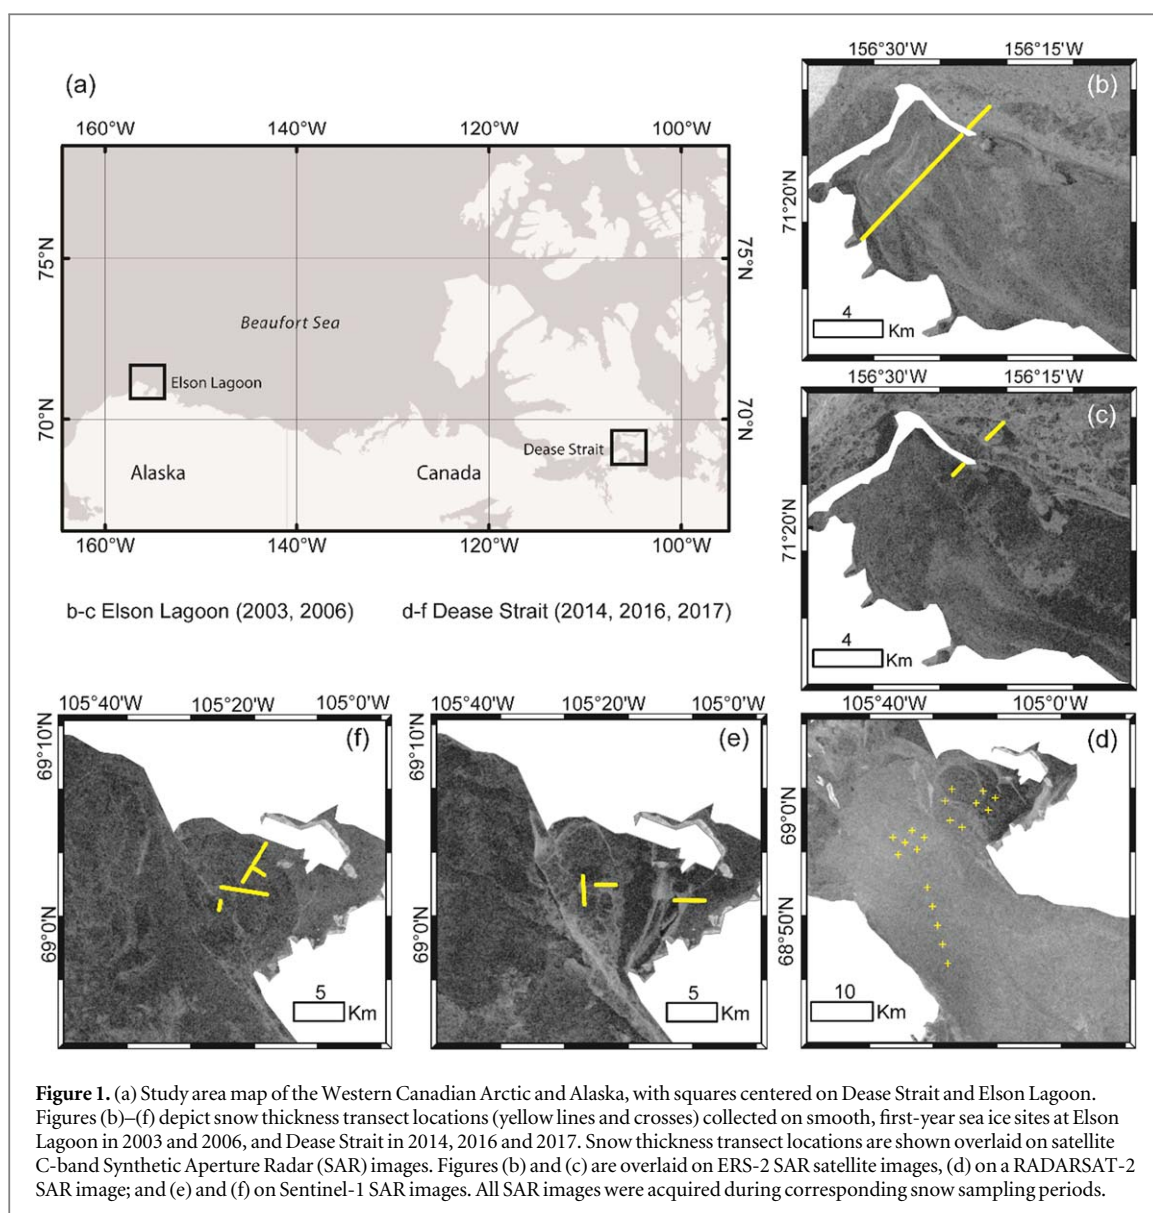 (a)
160°W 140°W 120°W 100°W
75°N 75°N
Beaufort Sea
Elson Lagoon
70°N 70°N
Dease Strait
Alaska Canada
160°W 140°W 120°W 100°W
b-c Elson Lagoon (2003, 2006) d-f Dease Strait (2014, 2016, 2017)
156°30'W 156°15'W
(b)
71°20'N
4
Km
156°30'W 156°15'W
(c)
71°20'N
4
Km
105°40'W 105°20'W 105°0'W
(f)
69°10'N
69°0'N
5
Km
105°40'W 105°20'W 105°0'W
(e)
69°10'N
69°0'N
5
Km
105°40'W 105°0'W
(d)
69°0'N
68°50'N
10
Km
Figure 1. (a) Study area map of the Western Canadian Arctic and Alaska, with squares centered on Dease Strait and Elson Lagoon.
Figures (b)–(f) depict snow thickness transect locations (yellow lines and crosses) collected on smooth, first-year sea ice sites at Elson
Lagoon in 2003 and 2006, and Dease Strait in 2014, 2016 and 2017. Snow thickness transect locations are shown overlaid on satellite
C-band Synthetic Aperture Radar (SAR) images. Figures (b) and (c) are overlaid on ERS-2 SAR satellite images, (d) on a RADARSAT-2
SAR image; and (e) and (f) on Sentinel-1 SAR images. All SAR images were acquired during corresponding snow sampling periods.